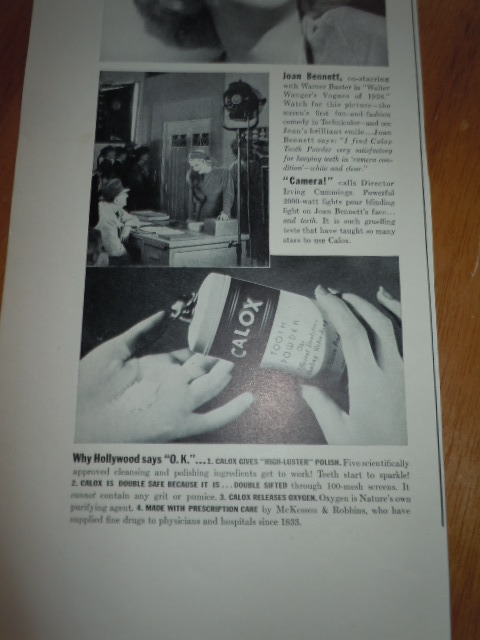 Joan Bennett, co-starring
with Warner Baxter in "Walter
Wanger's Vogues of 1938."
Watch for this picture—the
screen's first fun-and-fashion
comedy in Technicolor—and see
Joan's brilliant smile...Joan
Bennett says: "I find Calox
Tooth Powder very satisfactory
for keeping teeth in 'camera con-
dition'—white and clear."
"Camera!" calls Director
Irving Cummings. Powerful
2000-watt lights pour blinding
light on Joan Bennett's face...
and teeth. It is such gruelling
tests that have taught so many
stars to use Calox.
CALOX
TOOTH
POWDER
The
Why Hollywood says "O. K."...1. CALOX GIVES "HIGH-LUSTER" POLISH. Five scientifically
approved cleansing and polishing ingredients get to work! Teeth start to sparkle!
2. CALOX IS DOUBLE SAFE BECAUSE IT IS...DOUBLE SIFTED through 100-mesh screens. It
cannot contain any grit or pumice. 3. CALOX RELEASES OXYGEN. Oxygen is Nature's own
purifying agent. 4. MADE WITH PRESCRIPTION CARE by McKesson & Robbins, who have
supplied fine drugs to physicians and hospitals since 1833.